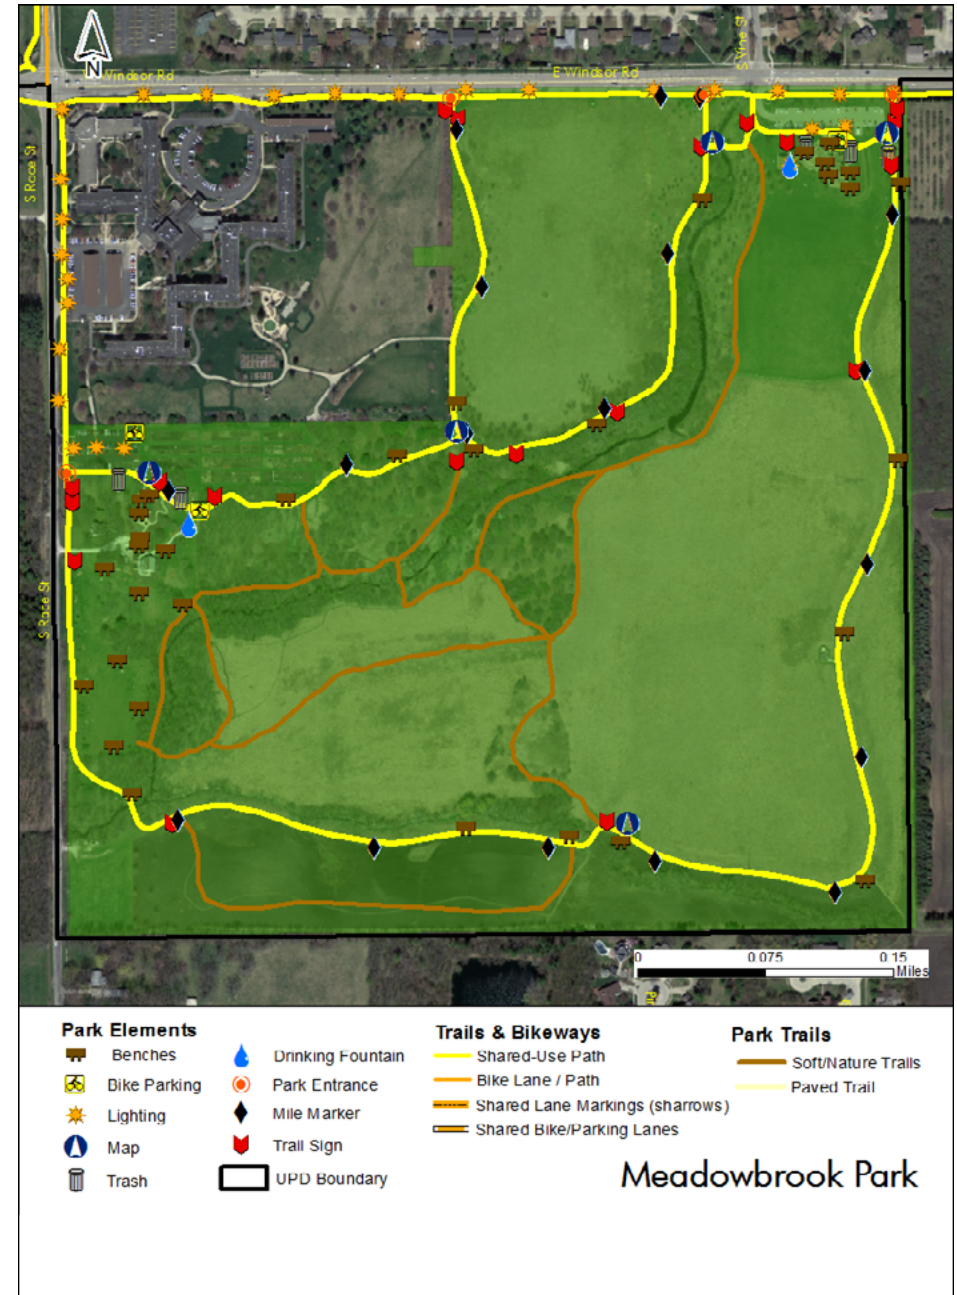 S Vine St
N
Windsor Rd
E Windsor Rd
S Race St
S Race St
0 0.075 0.15
Miles
Park Elements
Benches
Bike Parking
Lighting
Map
Trash
Drinking Fountain
Park Entrance
Mile Marker
Trail Sign
UPD Boundary
Trails & Bikeways
Shared-Use Path
Bike Lane / Path
Shared Lane Markings (sharrows)
Shared Bike/Parking Lanes
Park Trails
Soft/Nature Trails
Paved Trail
Meadowbrook Park